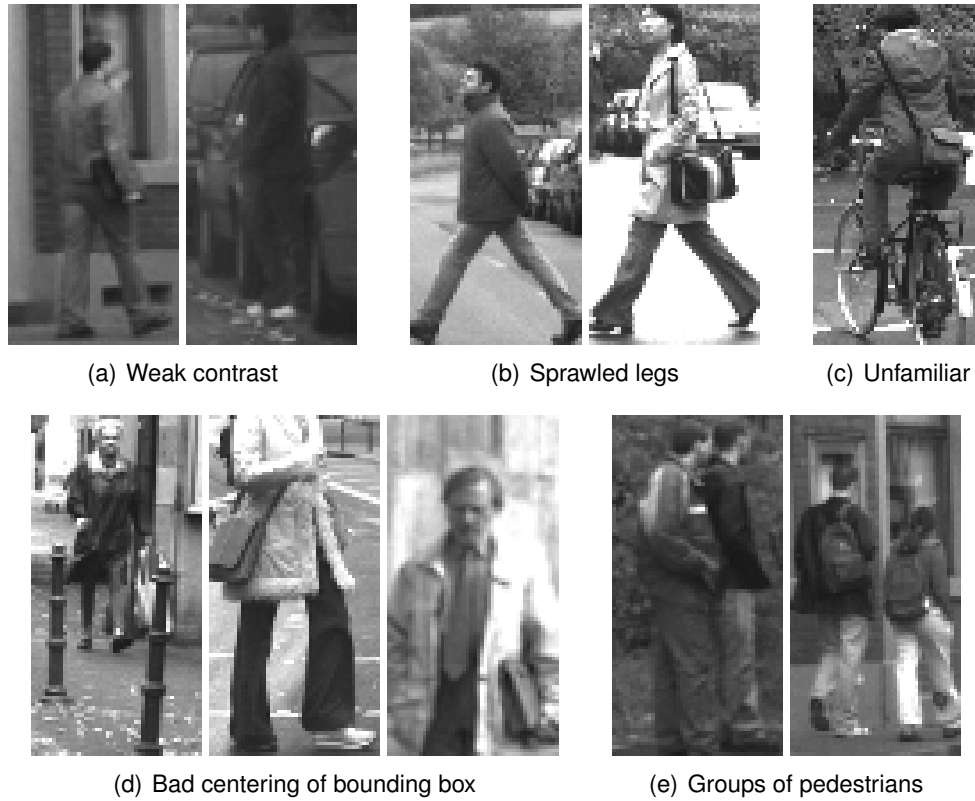 (a) Weak contrast
(b) Sprawled legs
(c) Unfamiliar
(d) Bad centering of bounding box
(e) Groups of pedestrians